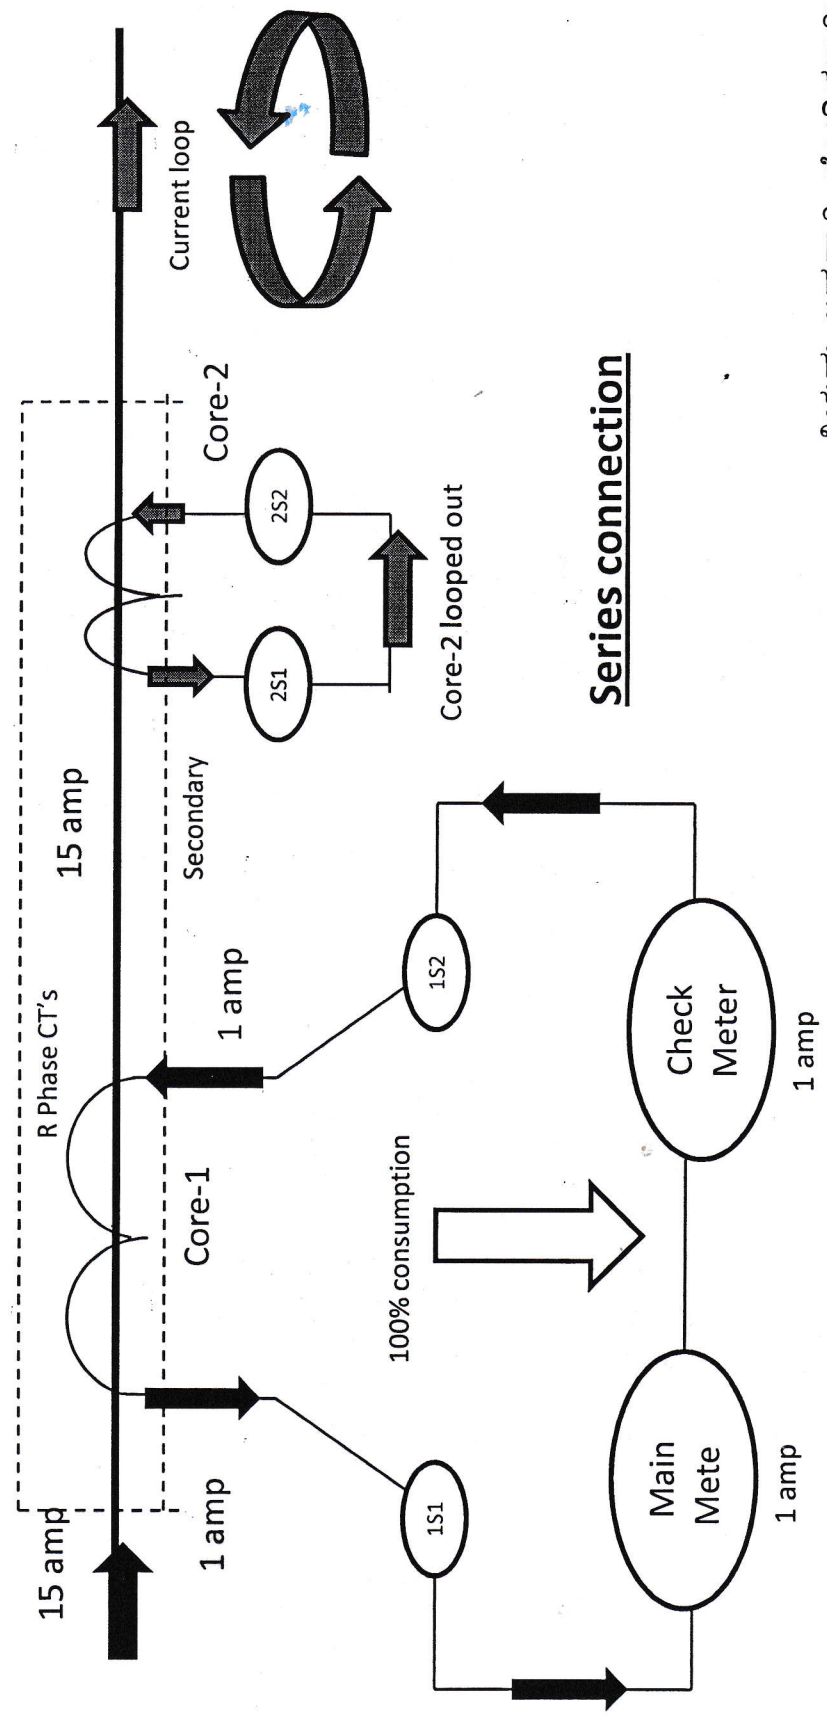 15 amp
R Phase CT's
15 amp
1 amp
Core-1
1 amp
Secondary
Core-2
Current loop
1S1
1S2
2S1
2S2
Core-2 looped out
100% consumption
Main
Mete
Check
Meter
1 amp
1 amp
Series connection